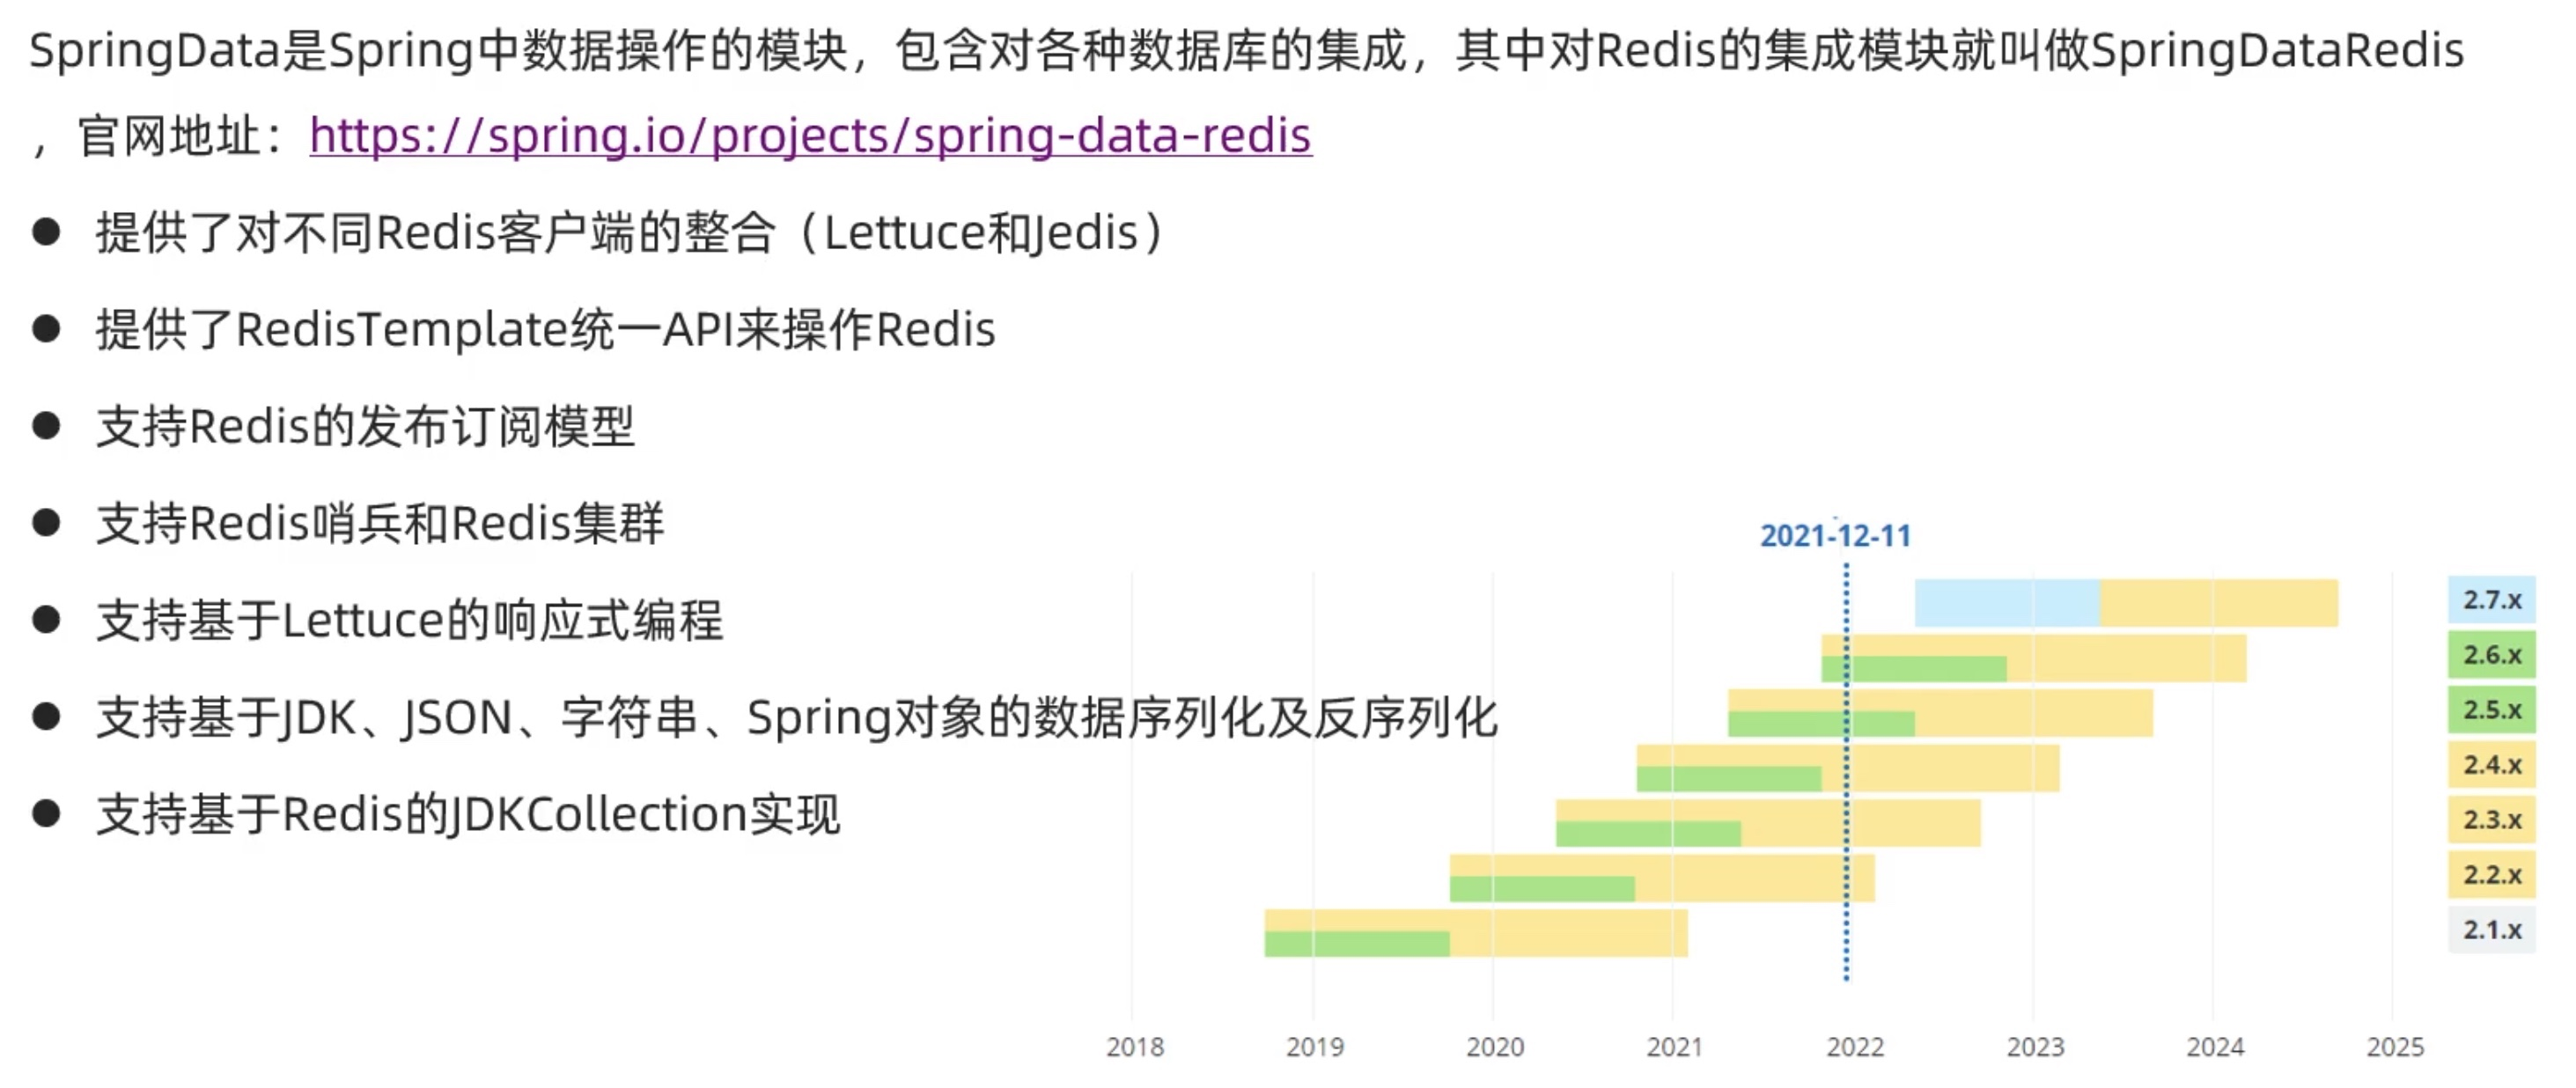 SpringData是Spring中数据操作的模块，包含对各种数据库的集成，其中对Redis的集成模块就叫做SpringDataRedis
，官网地址：https://spring.io/projects/spring-data-redis
● 提供了对不同Redis客户端的整合（Lettuce和Jedis）
● 提供了RedisTemplate统一API来操作Redis
● 支持Redis的发布订阅模型
● 支持Redis哨兵和Redis集群
● 支持基于Lettuce的响应式编程
● 支持基于JDK、JSON、字符串、Spring对象的数据序列化及反序列化
● 支持基于Redis的JDKCollection实现
2021-12-11
2.7.x
2.6.x
2.5.x
2.4.x
2.3.x
2.2.x
2.1.x
2018 2019 2020 2021 2022 2023 2024 2025